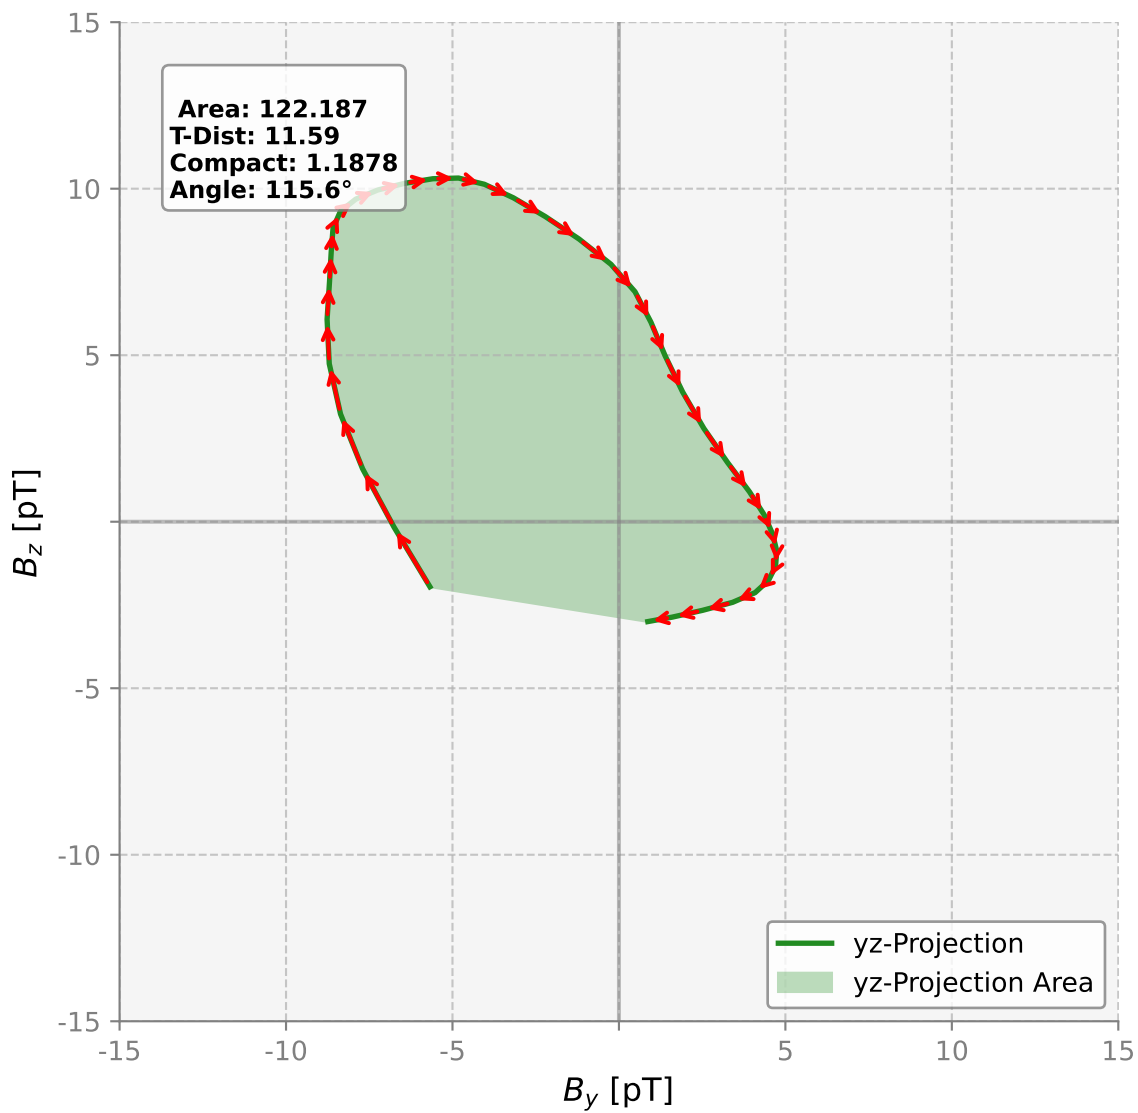 15
10
5
-5
-10
-15
-15
-10
-5
5
10
15
Area: 122.187
T-Dist: 11.59
Compact: 1.1878
Angle: 115.6°
B_z [pT]
B_y [pT]
yz-Projection
yz-Projection Area